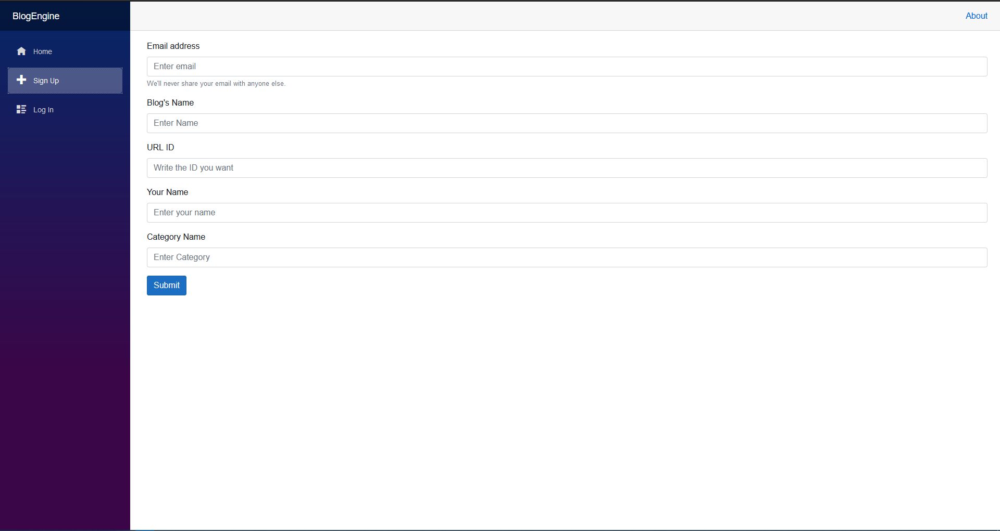 BlogEngine
About
Home
Sign Up
Log In
Email address
Enter email
We'll never share your email with anyone else.
Blog's Name
Enter Name
URL ID
Write the ID you want
Your Name
Enter your name
Category Name
Enter Category
Submit